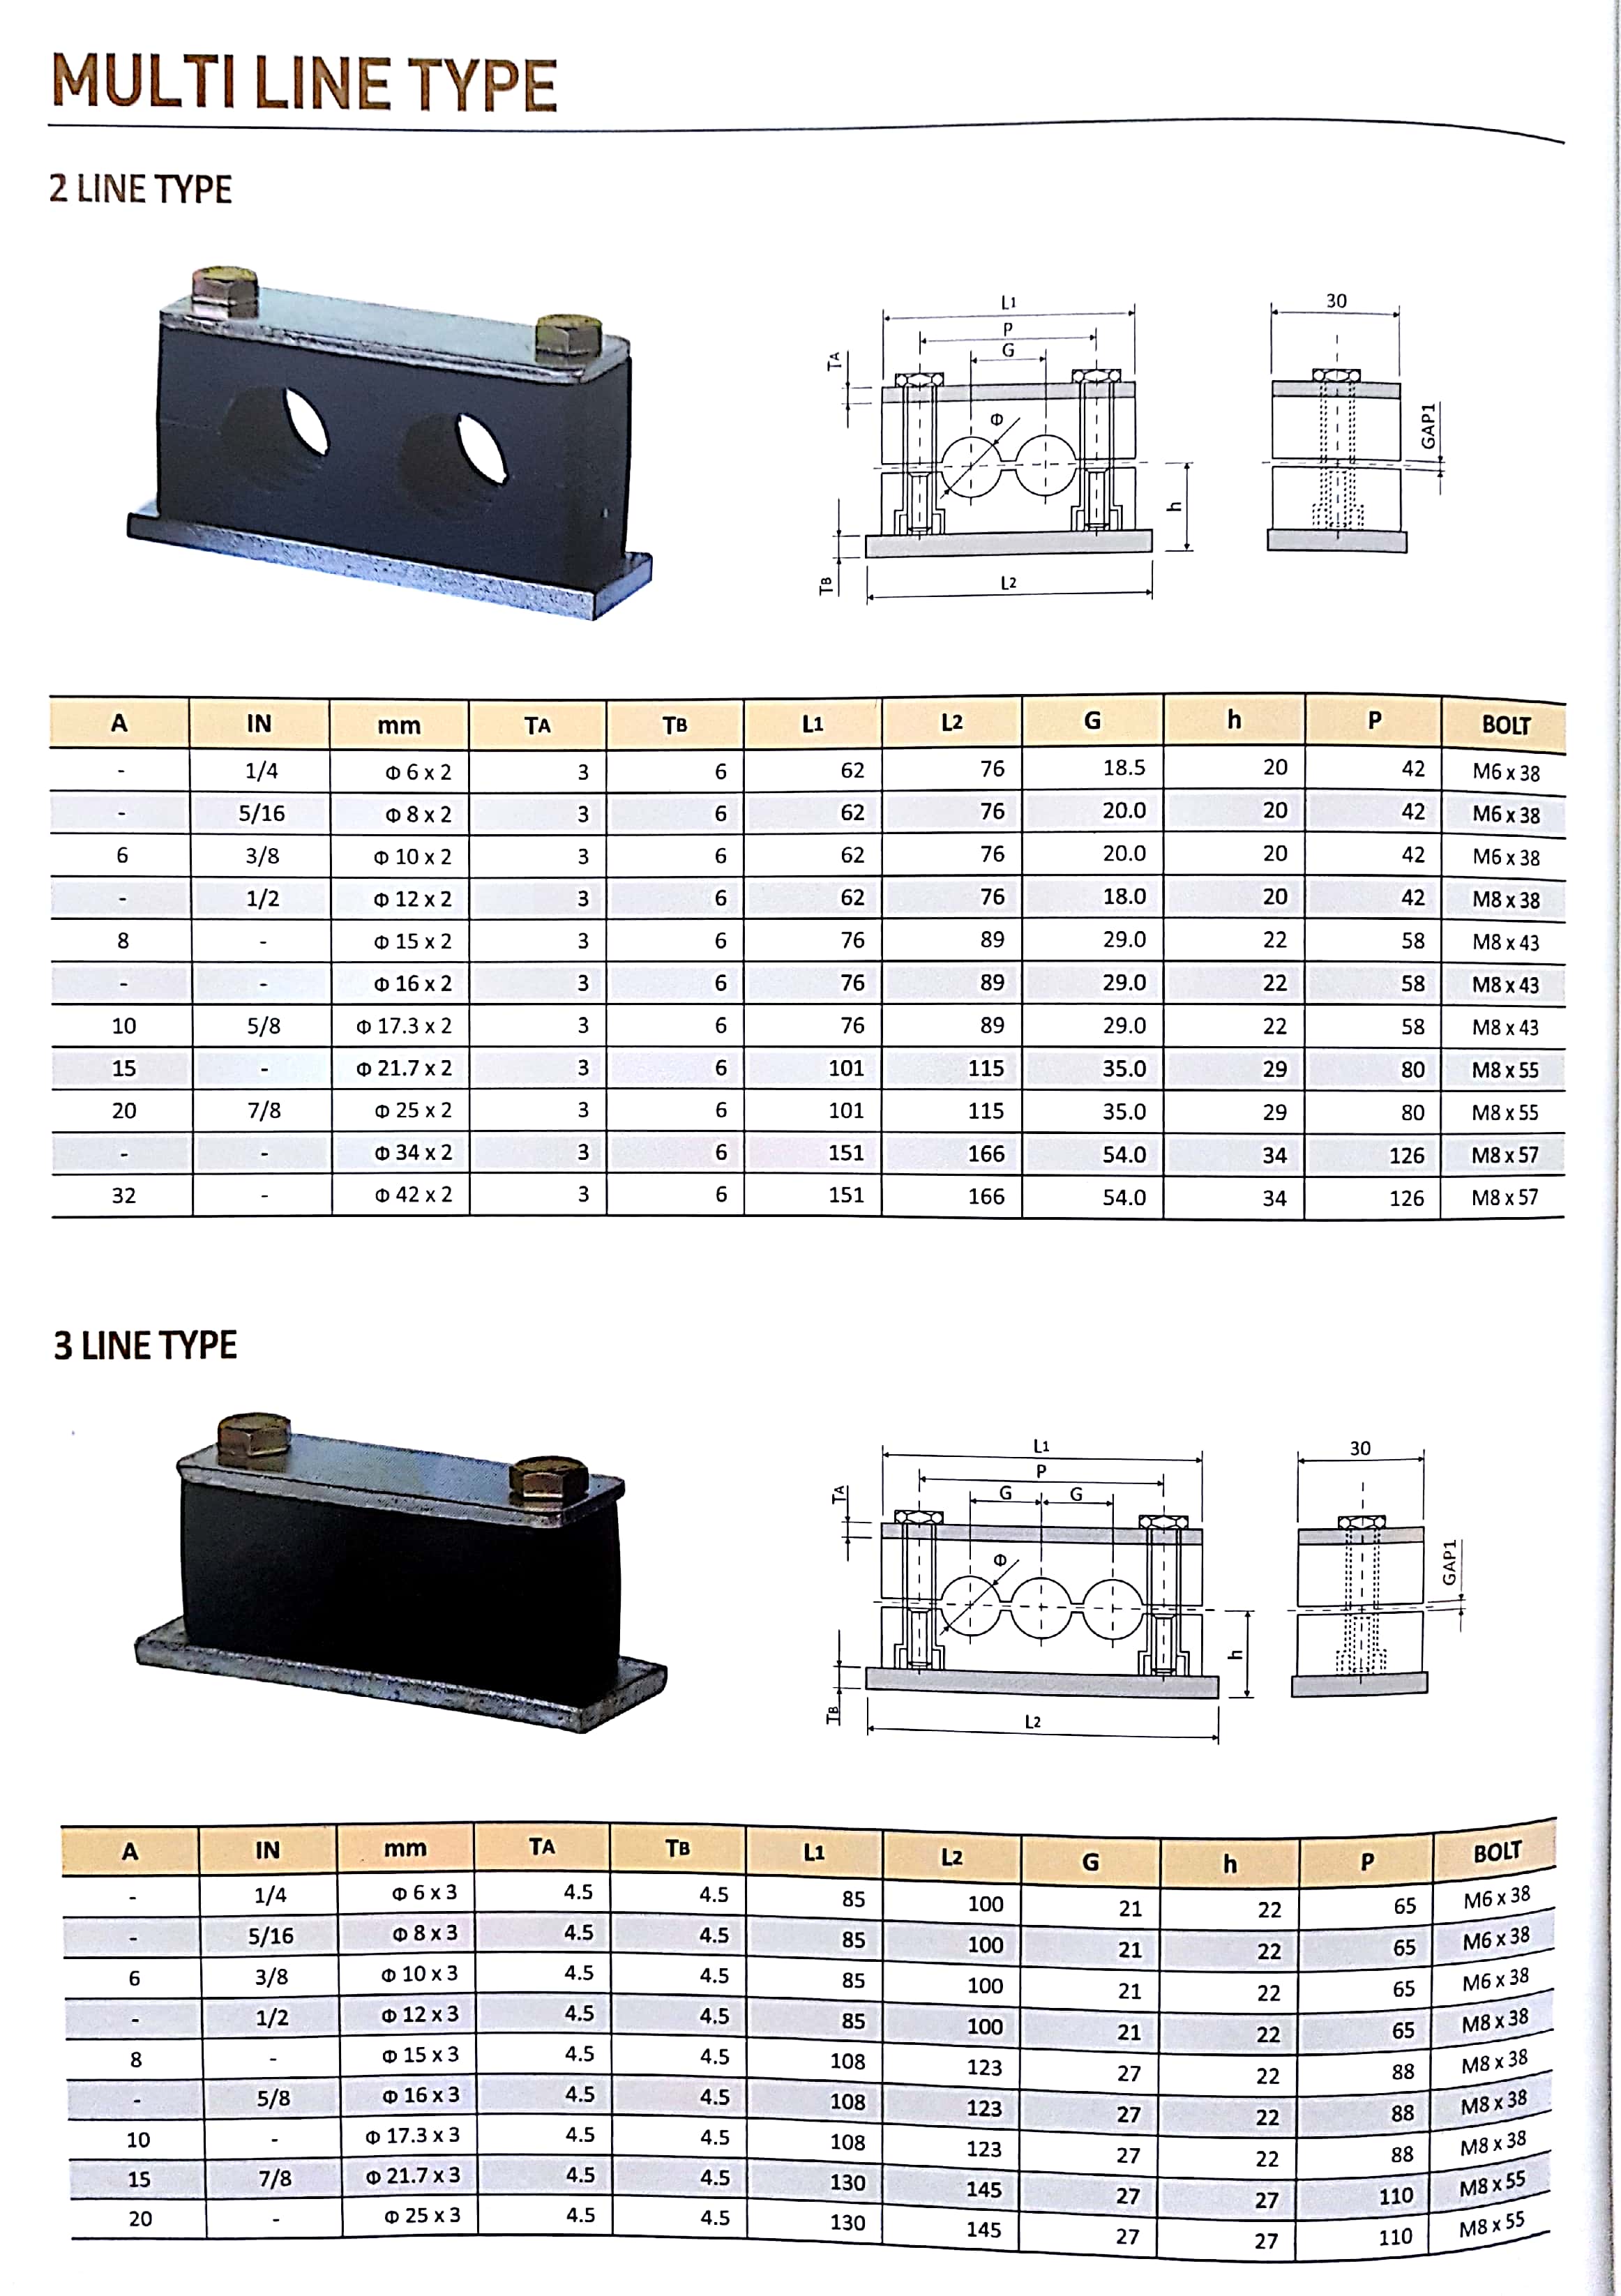 MULTI LINE TYPE
2 LINE TYPE
L1
P
G
TA
Φ
h
TB
L2
30
GAP1
A IN mm TA TB L1 L2 G h P BOLT
- 1/4 Φ 6 x 2 3 6 62 76 18.5 20 42 M6 x 38
- 5/16 Φ 8 x 2 3 6 62 76 20.0 20 42 M6 x 38
6 3/8 Φ 10 x 2 3 6 62 76 20.0 20 42 M6 x 38
- 1/2 Φ 12 x 2 3 6 62 76 18.0 20 42 M8 x 38
8 - Φ 15 x 2 3 6 76 89 29.0 22 58 M8 x 43
- - Φ 16 x 2 3 6 76 89 29.0 22 58 M8 x 43
10 5/8 Φ 17.3 x 2 3 6 76 89 29.0 22 58 M8 x 43
15 - Φ 21.7 x 2 3 6 101 115 35.0 29 80 M8 x 55
20 7/8 Φ 25 x 2 3 6 101 115 35.0 29 80 M8 x 55
- - Φ 34 x 2 3 6 151 166 54.0 34 126 M8 x 57
32 - Φ 42 x 2 3 6 151 166 54.0 34 126 M8 x 57
3 LINE TYPE
L1
P
G G
TA
Φ
h
TB
L2
30
GAP1
A IN mm TA TB L1 L2 G h P BOLT
- 1/4 Φ 6 x 3 4.5 4.5 85 100 21 22 65 M6 x 38
- 5/16 Φ 8 x 3 4.5 4.5 85 100 21 22 65 M6 x 38
6 3/8 Φ 10 x 3 4.5 4.5 85 100 21 22 65 M6 x 38
- 1/2 Φ 12 x 3 4.5 4.5 85 100 21 22 65 M8 x 38
8 - Φ 15 x 3 4.5 4.5 108 123 27 22 88 M8 x 38
- 5/8 Φ 16 x 3 4.5 4.5 108 123 27 22 88 M8 x 38
10 - Φ 17.3 x 3 4.5 4.5 108 123 27 22 88 M8 x 38
15 7/8 Φ 21.7 x 3 4.5 4.5 130 145 27 27 110 M8 x 55
20 - Φ 25 x 3 4.5 4.5 130 145 27 27 110 M8 x 55